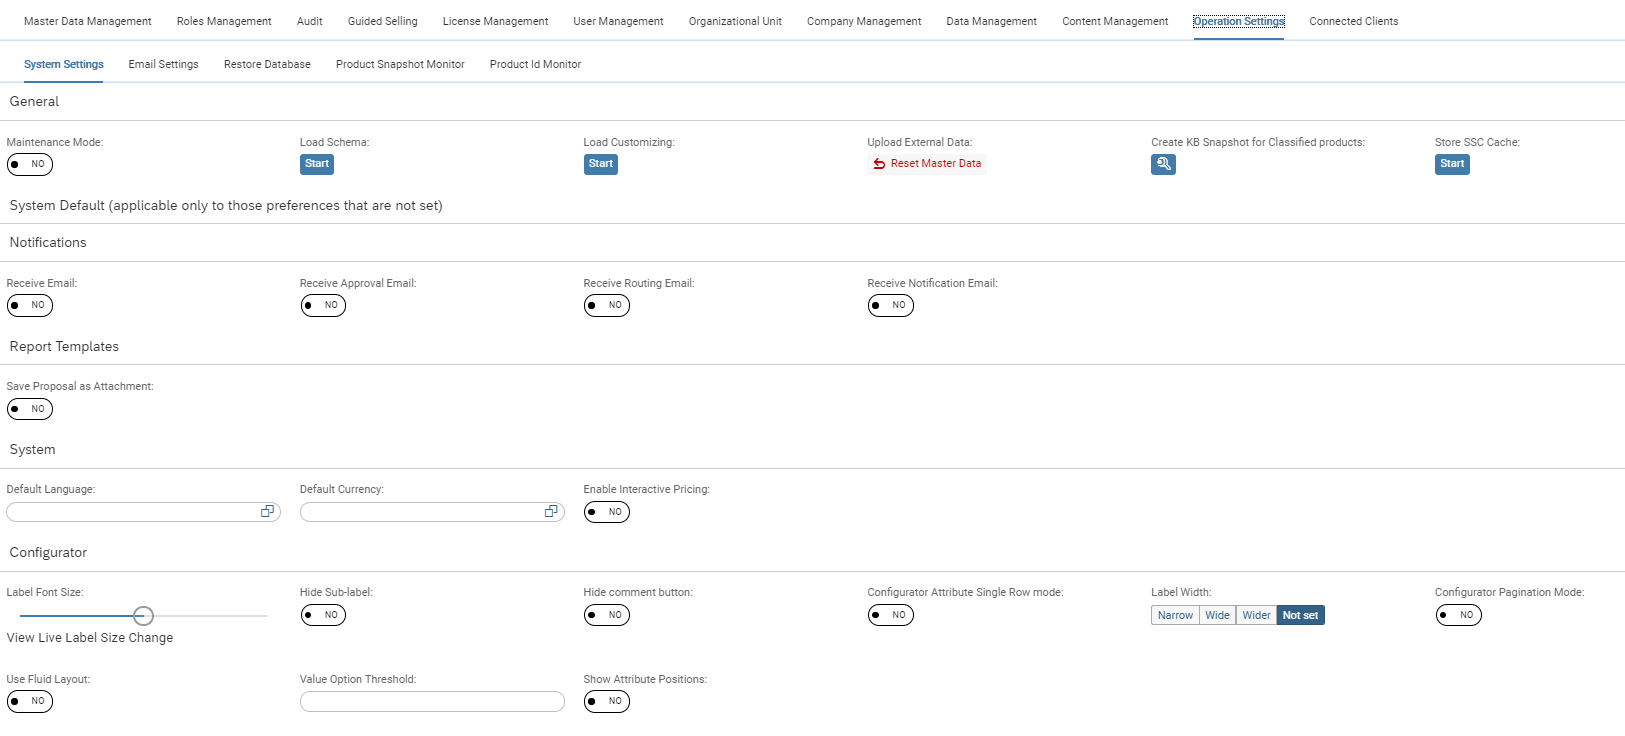 Master Data Management Roles Management Audit Guided Selling License Management User Management Organizational Unit Company Management Data Management Content Management Operation Settings Connected Clients
System Settings Email Settings Restore Database Product Snapshot Monitor Product Id Monitor
General
Maintenance Mode: Load Schema: Load Customizing: Upload External Data: Create KB Snapshot for Classified products: Store SSC Cache:
NO Start Start Reset Master Data Start
System Default (applicable only to those preferences that are not set)
Notifications
Receive Email: Receive Approval Email: Receive Routing Email: Receive Notification Email:
NO NO NO NO
Report Templates
Save Proposal as Attachment:
NO
System
Default Language: Default Currency: Enable Interactive Pricing:
NO
Configurator
Label Font Size: Hide Sub-label: Hide comment button: Configurator Attribute Single Row mode: Label Width: Configurator Pagination Mode:
NO NO NO Narrow Wide Wider Not set NO
View Live Label Size Change
Use Fluid Layout: Value Option Threshold: Show Attribute Positions:
NO NO